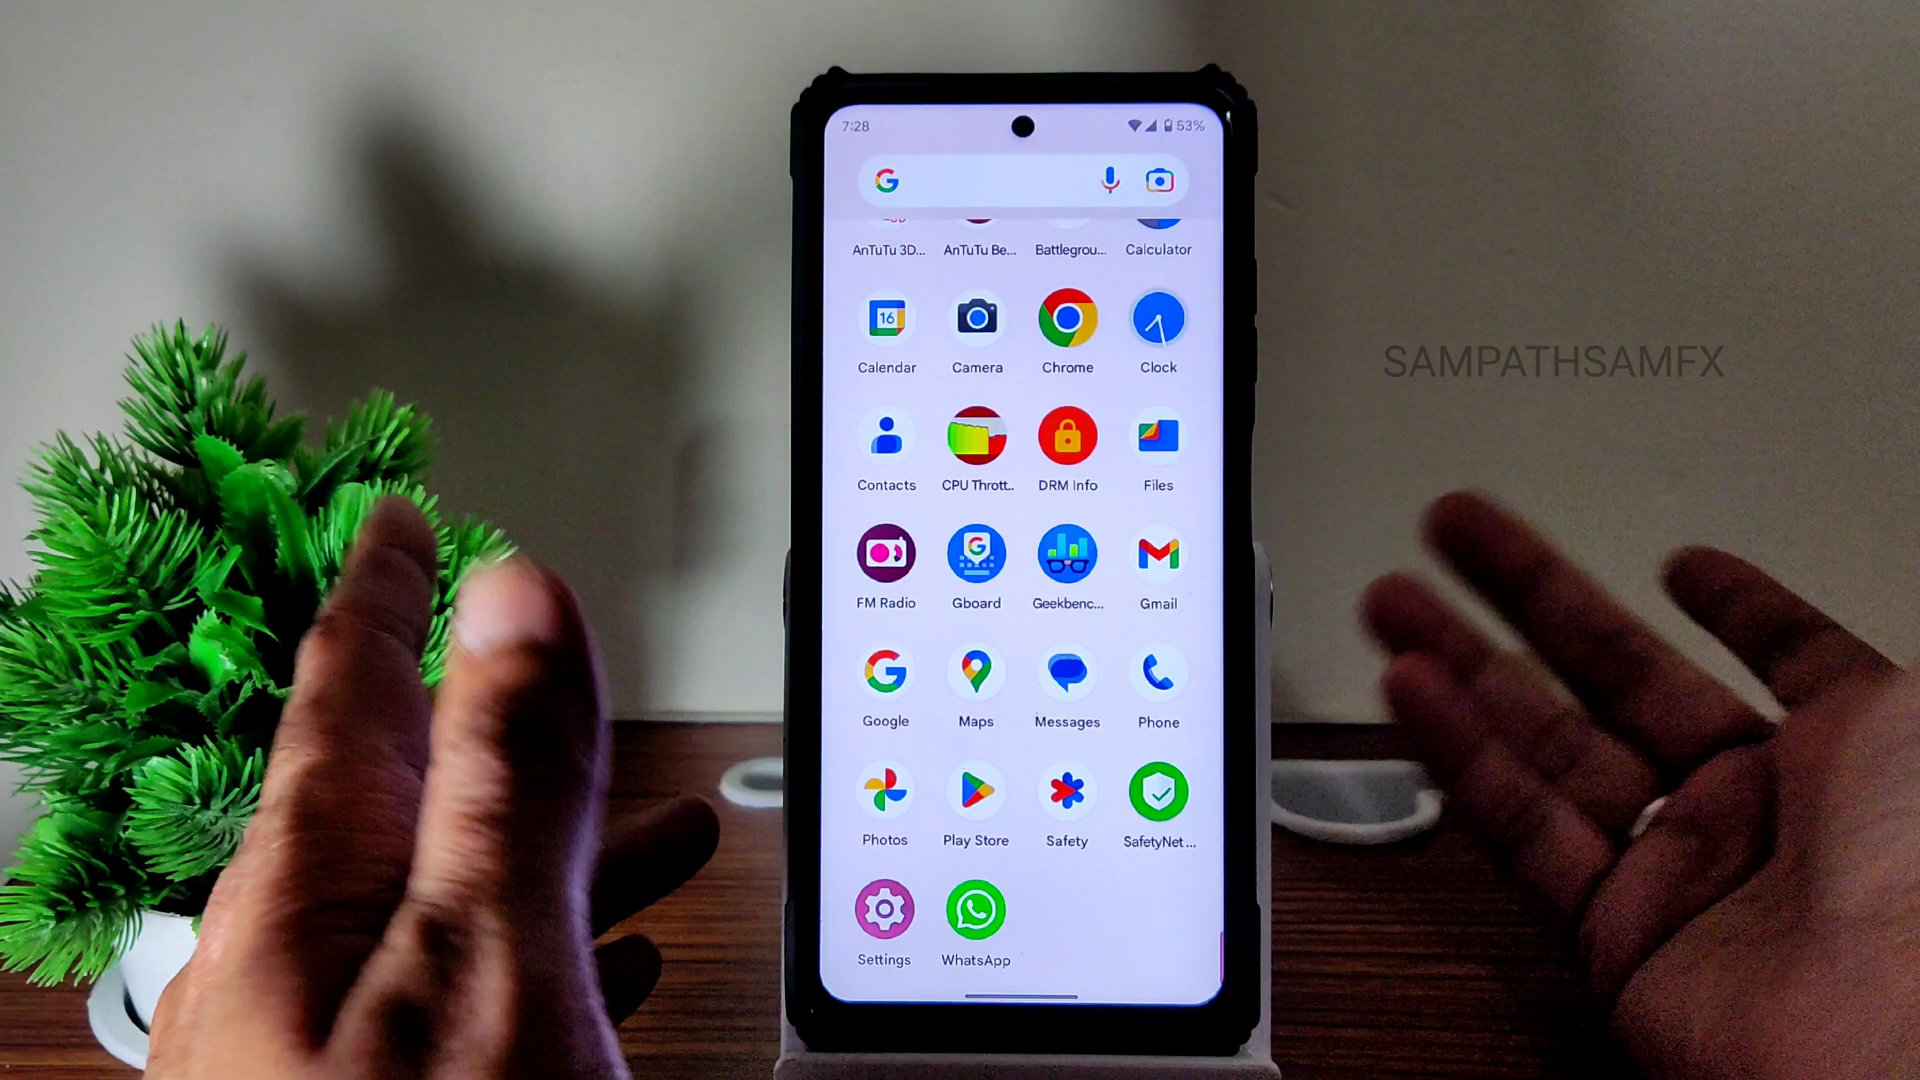 7:28 53%
G
AnTuTu 3D... AnTuTu Be... Battlegrou... Calculator
16
Calendar Camera Chrome Clock
Contacts CPU Thrott.. DRM Info Files
G
FM Radio Gboard Geekbenc... Gmail
G
Google Maps Messages Phone
Photos Play Store Safety SafetyNet ...
Settings WhatsApp
SAMPATHSAMFX